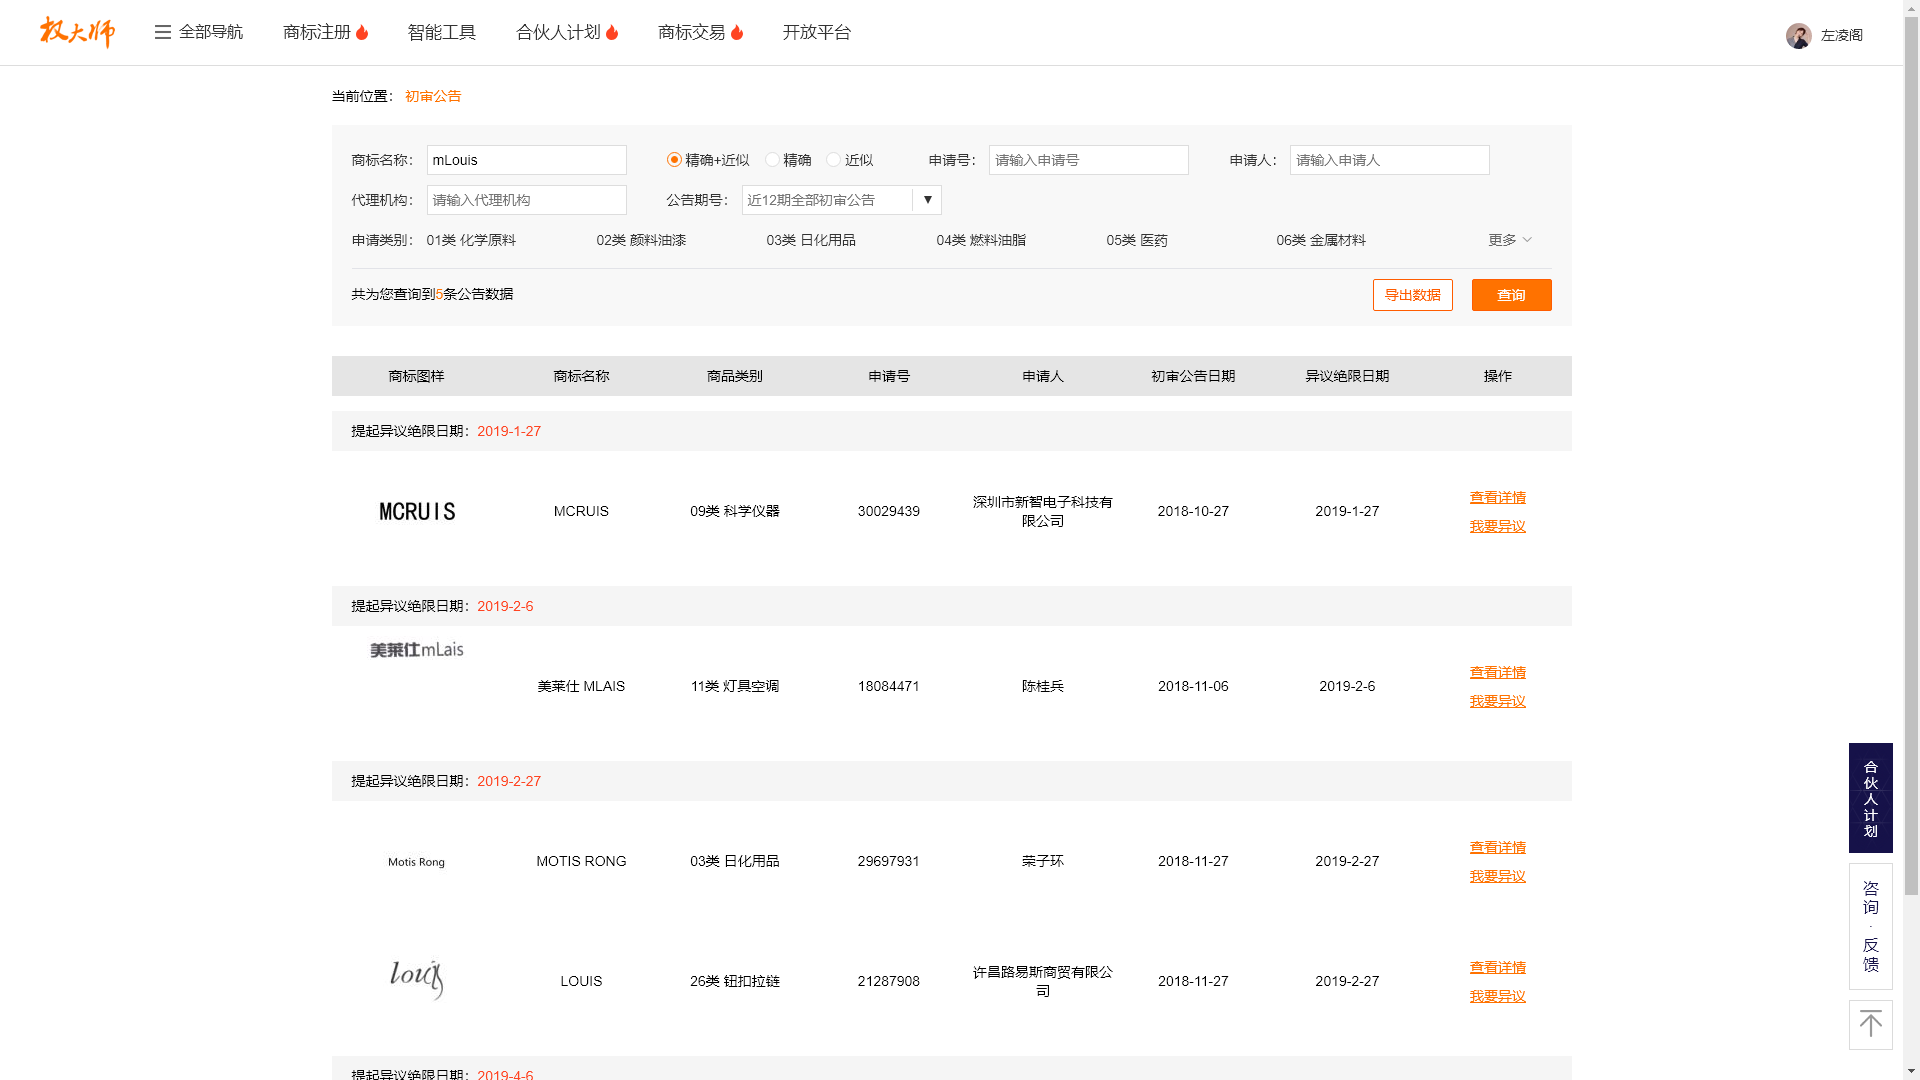 权大师
全部导航
商标注册
智能工具
合伙人计划
商标交易
开放平台
左凌阁
当前位置： 初审公告
商标名称： mLouis 精确+近似 精确 近似 申请号： 请输入申请号 申请人： 请输入申请人
代理机构： 请输入代理机构 公告期号： 近12期全部初审公告 ▼
申请类别： 01类 化学原料 02类 颜料油漆 03类 日化用品 04类 燃料油脂 05类 医药 06类 金属材料 更多
共为您查询到5条公告数据 导出数据 查询
商标图样 商标名称 商品类别 申请号 申请人 初审公告日期 异议绝限日期 操作
提起异议绝限日期：2019-1-27
MCRUIS MCRUIS 09类 科学仪器 30029439 深圳市新智电子科技有
限公司 2018-10-27 2019-1-27 查看详情
我要异议
提起异议绝限日期：2019-2-6
美莱仕mLais 美莱仕 MLAIS 11类 灯具空调 18084471 陈桂兵 2018-11-06 2019-2-6 查看详情
我要异议
提起异议绝限日期：2019-2-27
Motis Rong MOTIS RONG 03类 日化用品 29697931 荣子环 2018-11-27 2019-2-27 查看详情
我要异议
louis LOUIS 26类 钮扣拉链 21287908 许昌路易斯商贸有限公
司 2018-11-27 2019-2-27 查看详情
我要异议
提起异议绝限日期：2019-4-6
合伙人计划
咨询·反馈